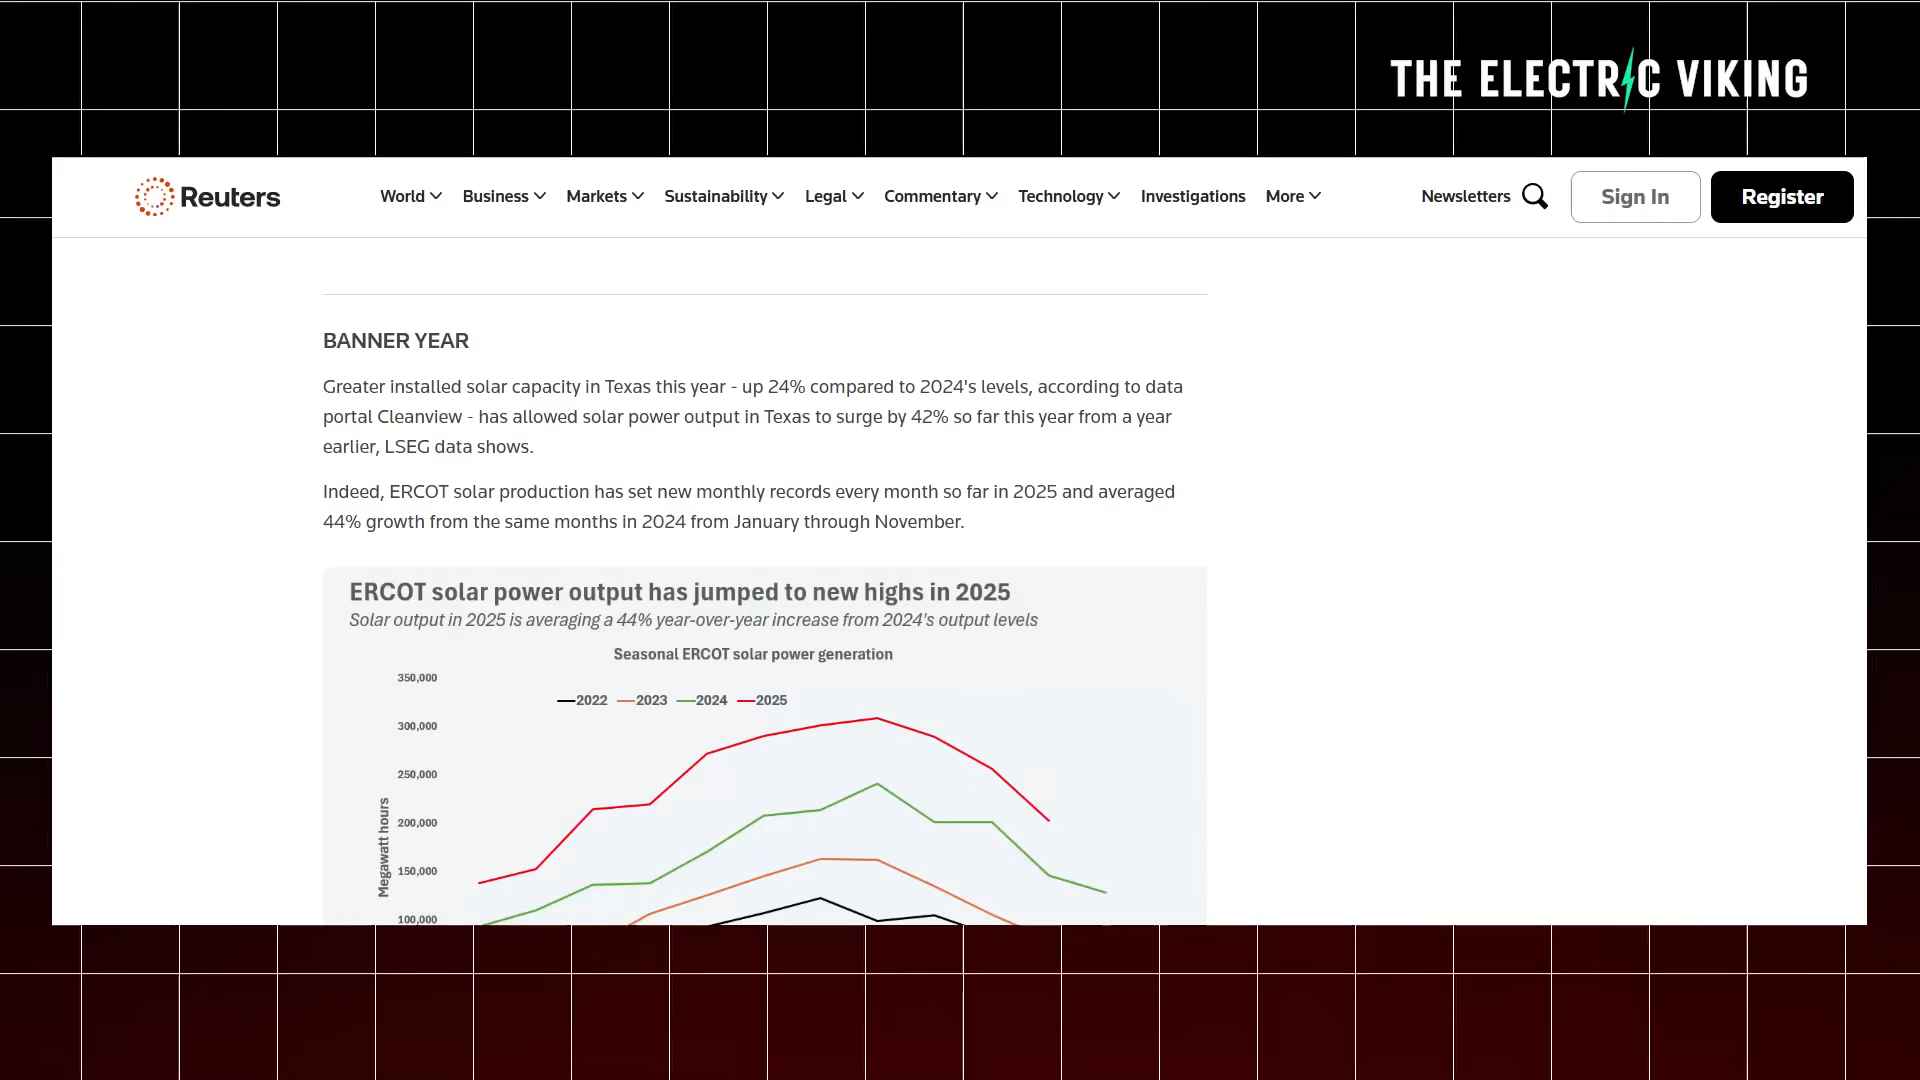 THE ELECTRIC VIKING
Reuters
World Business Markets Sustainability Legal Commentary Technology Investigations More Newsletters Sign In Register
BANNER YEAR
Greater installed solar capacity in Texas this year - up 24% compared to 2024's levels, according to data
portal Cleanview - has allowed solar power output in Texas to surge by 42% so far this year from a year
earlier, LSEG data shows.
Indeed, ERCOT solar production has set new monthly records every month so far in 2025 and averaged
44% growth from the same months in 2024 from January through November.
ERCOT solar power output has jumped to new highs in 2025
Solar output in 2025 is averaging a 44% year-over-year increase from 2024's output levels
Seasonal ERCOT solar power generation
350,000
2022 2023 2024 2025
300,000
250,000
200,000
150,000
100,000
Megawatt hours